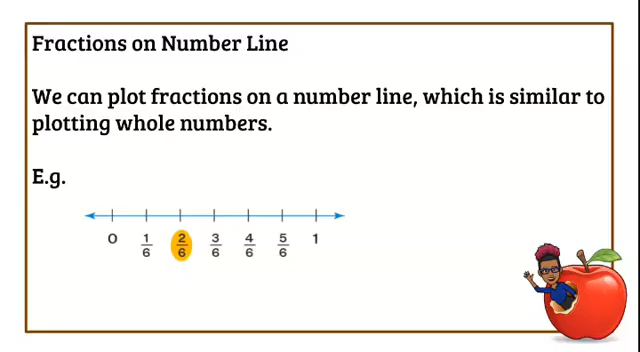 Fractions on Number Line
We can plot fractions on a number line, which is similar to
plotting whole numbers.
E.g.
0 1/6 2/6 3/6 4/6 5/6 1